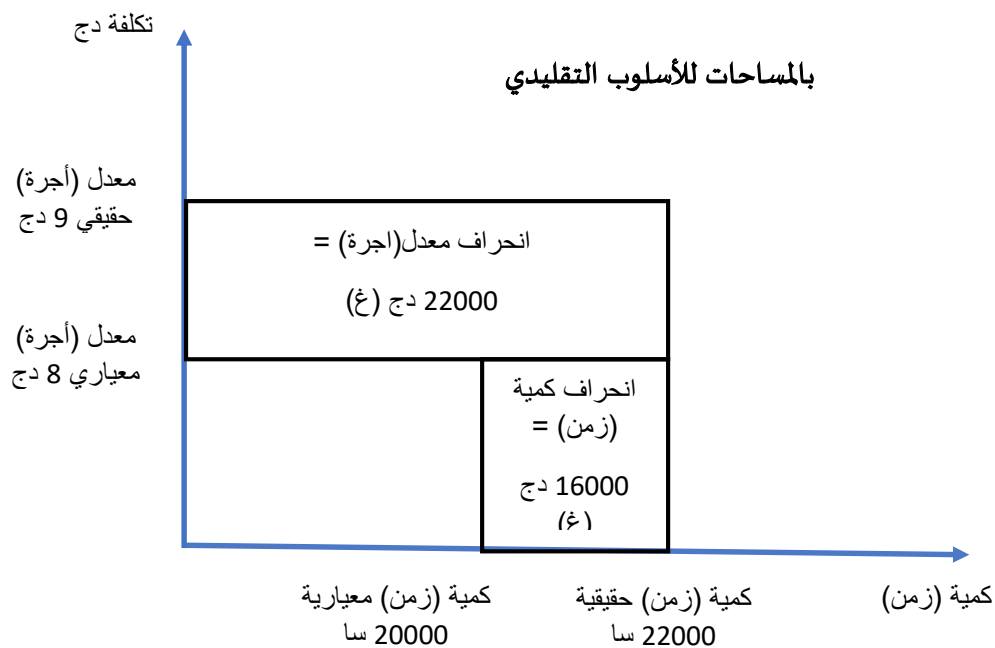 تكلفة دج
بالمساحات للأسلوب التقليدي
معدل (أجرة)
حقيقي 9 دج
انحراف معدل(اجرة) =
22000 دج (غ)
معدل (أجرة)
معياري 8 دج
انحراف كمية
(زمن) =
16000 دج
(غ)
كمية (زمن)
كمية (زمن) حقيقية
22000 سا
كمية (زمن) معيارية
20000 سا